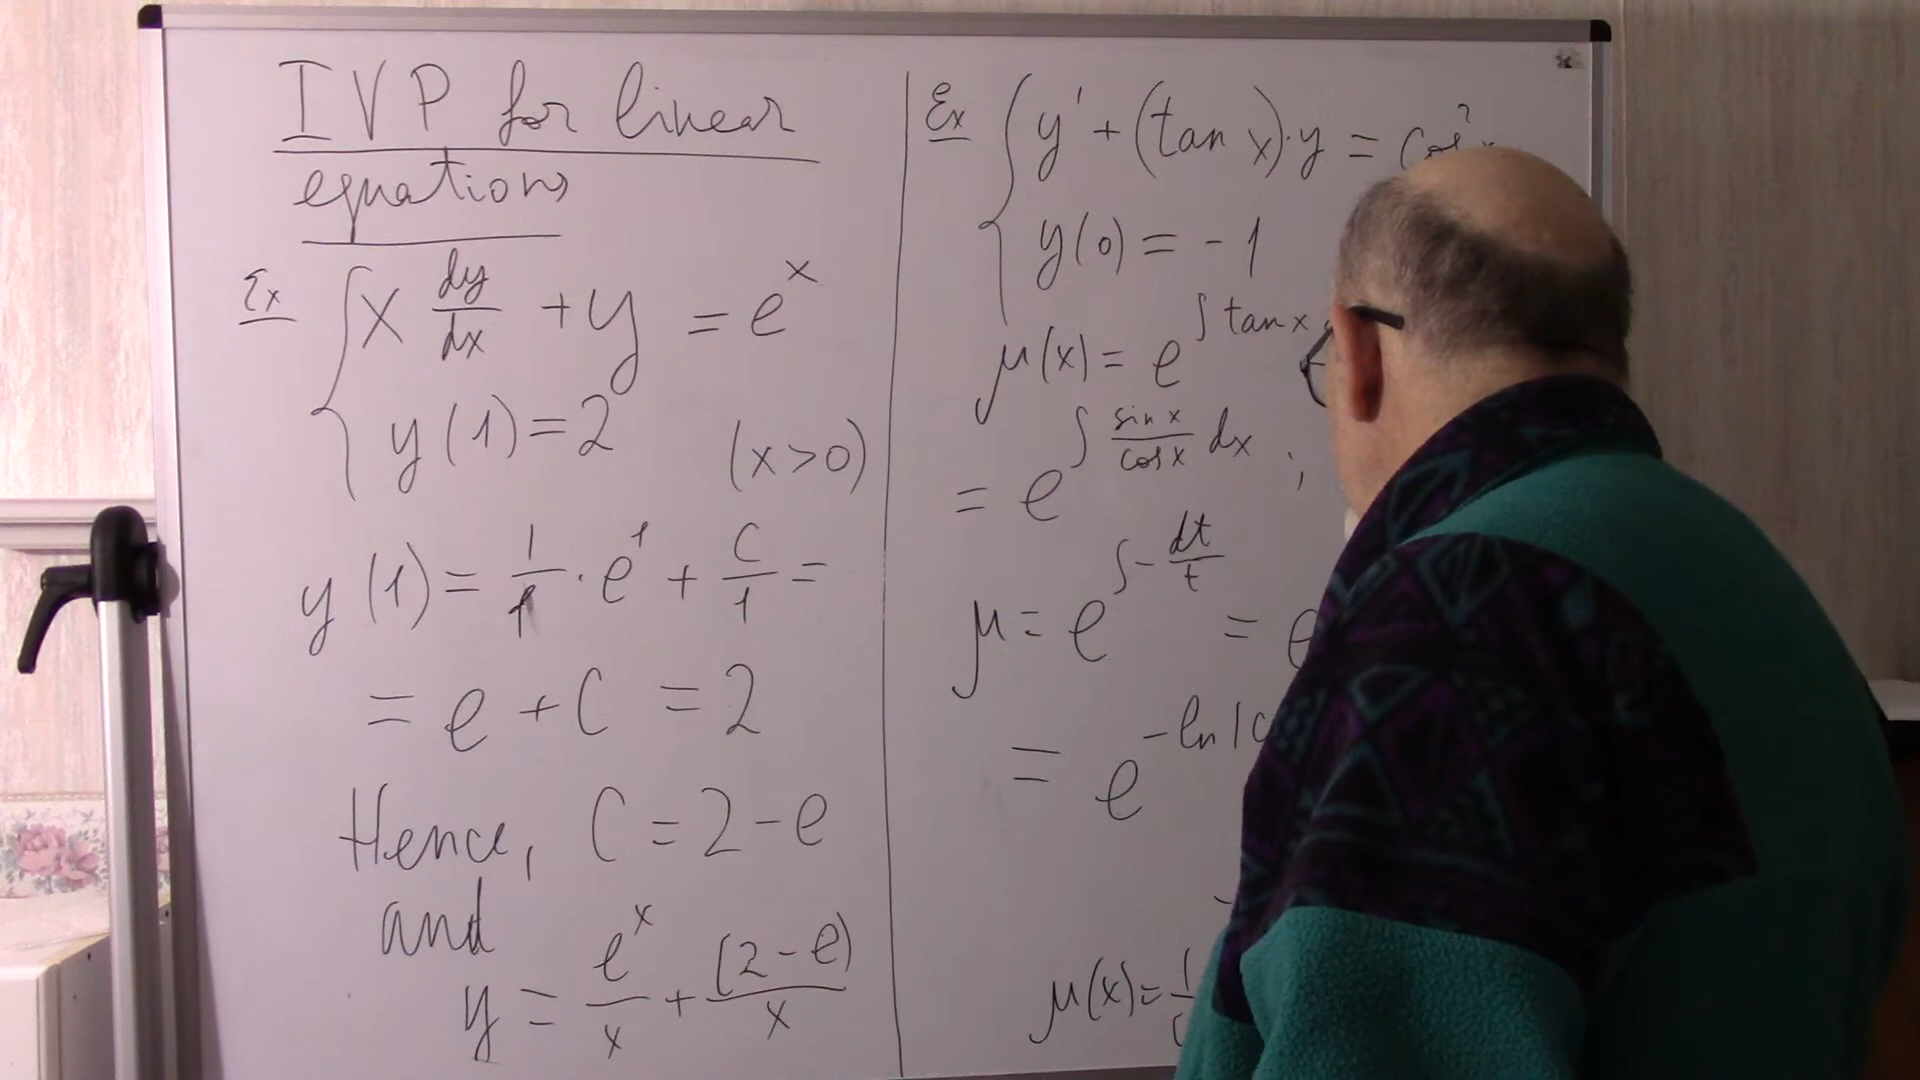 IVP for linear
equations
Ex { x dy/dx + y = e^x
y(1) = 2 (x>0)
y(1) = 1/1 · e^1 + C/1 =
= e + C = 2
Hence, C = 2 - e
and
y = e^x/x + (2-e)/x
Ex { y' + (tan x)·y = cos² x
y(0) = -1
μ(x) = e^∫ tan x
= e^∫ sin x/cos x dx ;
μ = e^∫ - dt/t = e
= e^-ln|c
μ(x) = 1/